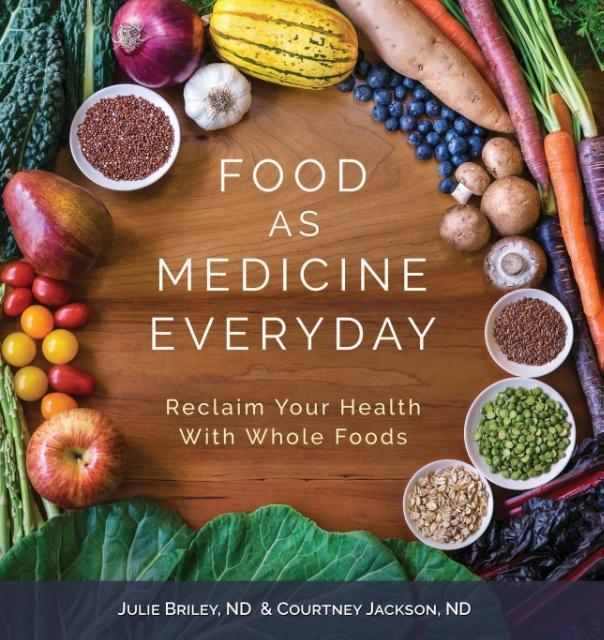 FOOD
AS
MEDICINE
EVERYDAY
Reclaim Your Health
With Whole Foods
JULIE BRILEY, ND & COURTNEY JACKSON, ND